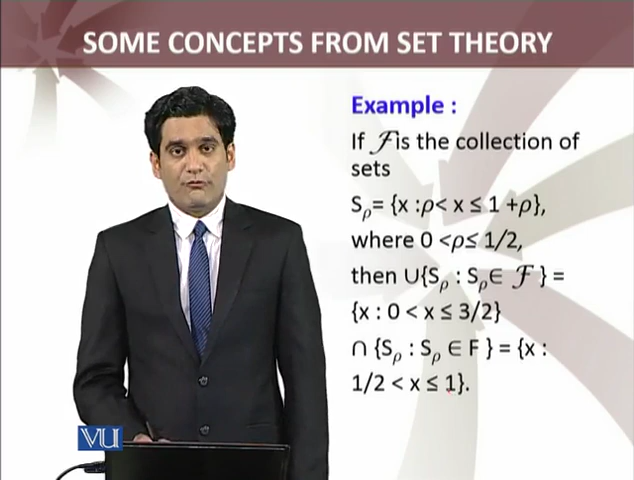 SOME CONCEPTS FROM SET THEORY
Example :
If ℱ is the collection of
sets
Sρ= {x :ρ< x ≤ 1 +ρ},
where 0 <ρ≤ 1/2,
then ∪{Sρ : Sρ∈ ℱ } =
{x : 0 < x ≤ 3/2}
∩ {Sρ : Sρ ∈ F } = {x :
1/2 < x ≤ 1}.
VU